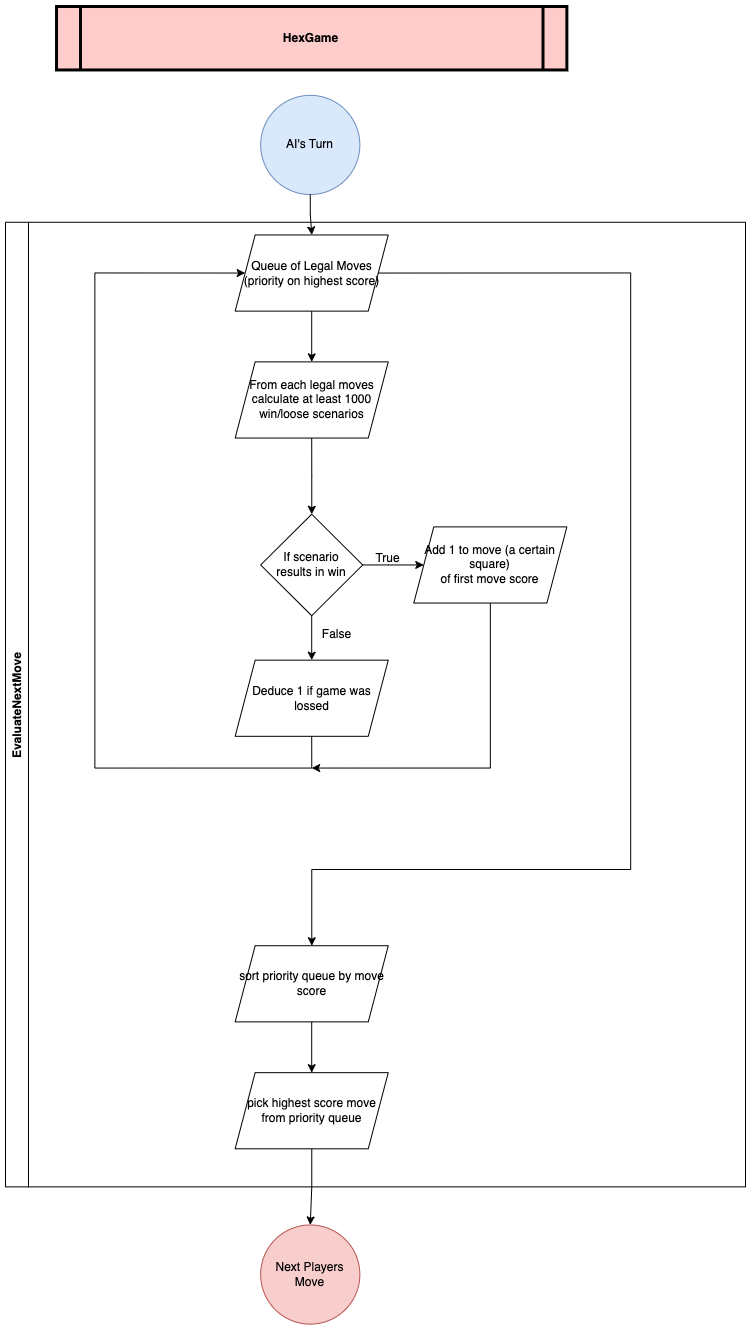 HexGame
AI's Turn
Queue of Legal Moves
(priority on highest score)
From each legal moves
calculate at least 1000
win/loose scenarios
If scenario
results in win
True
Add 1 to move (a certain
square)
of first move score
False
Deduce 1 if game was
lossed
EvaluateNextMove
sort priority queue by move
score
pick highest score move
from priority queue
Next Players
Move